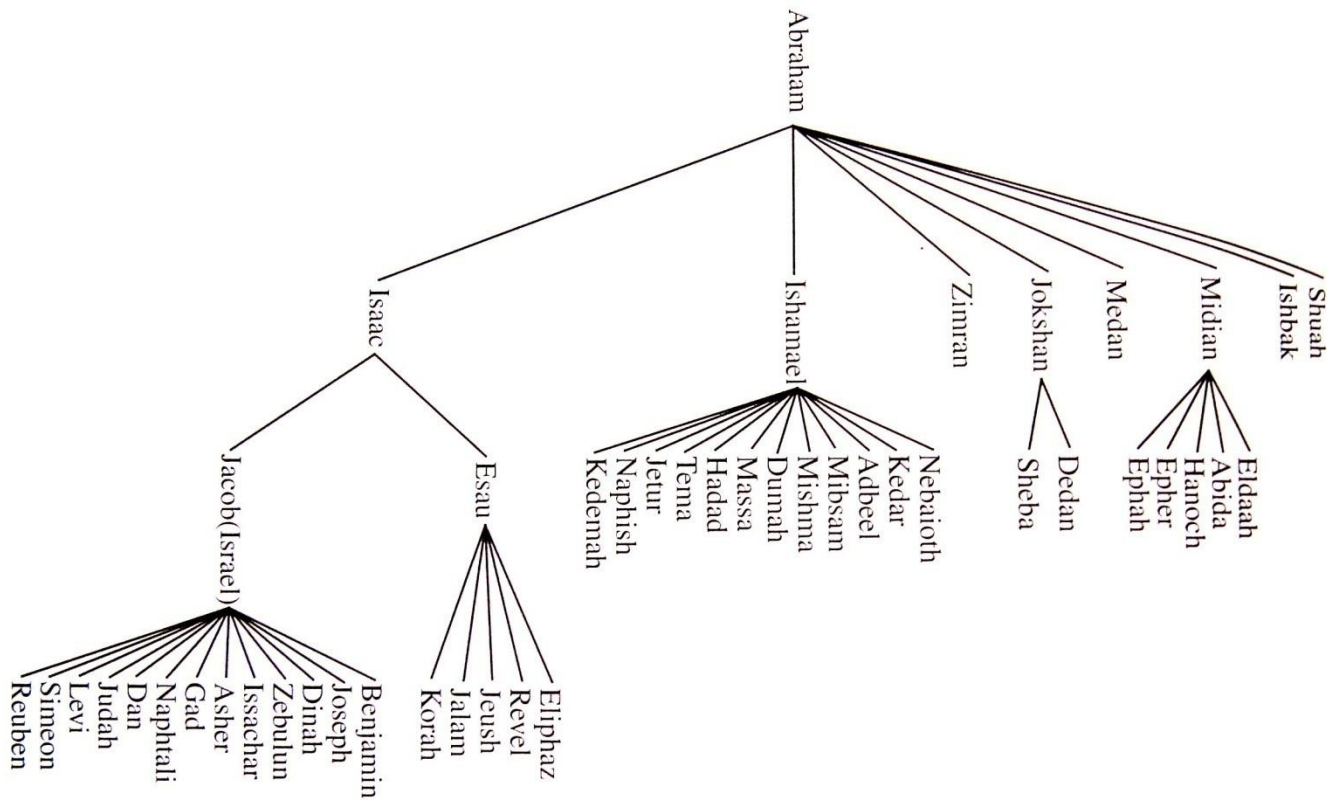 Abraham
Shuah
Ishbak
Midian
Medan
Jokshan
Zimran
Ishamael
Isaac
Eldaah
Abida
Hanoch
Epher
Ephah
Dedan
Sheba
Nebaioth
Kedar
Adbeel
Mibsam
Mishma
Dumah
Massa
Hadad
Tema
Jetur
Naphish
Kedemah
Esau
Jacob(Israel)
Eliphaz
Revel
Jeush
Jalam
Korah
Benjamin
Joseph
Dinah
Zebulun
Issachar
Asher
Gad
Naphtali
Dan
Judah
Levi
Simeon
Reuben